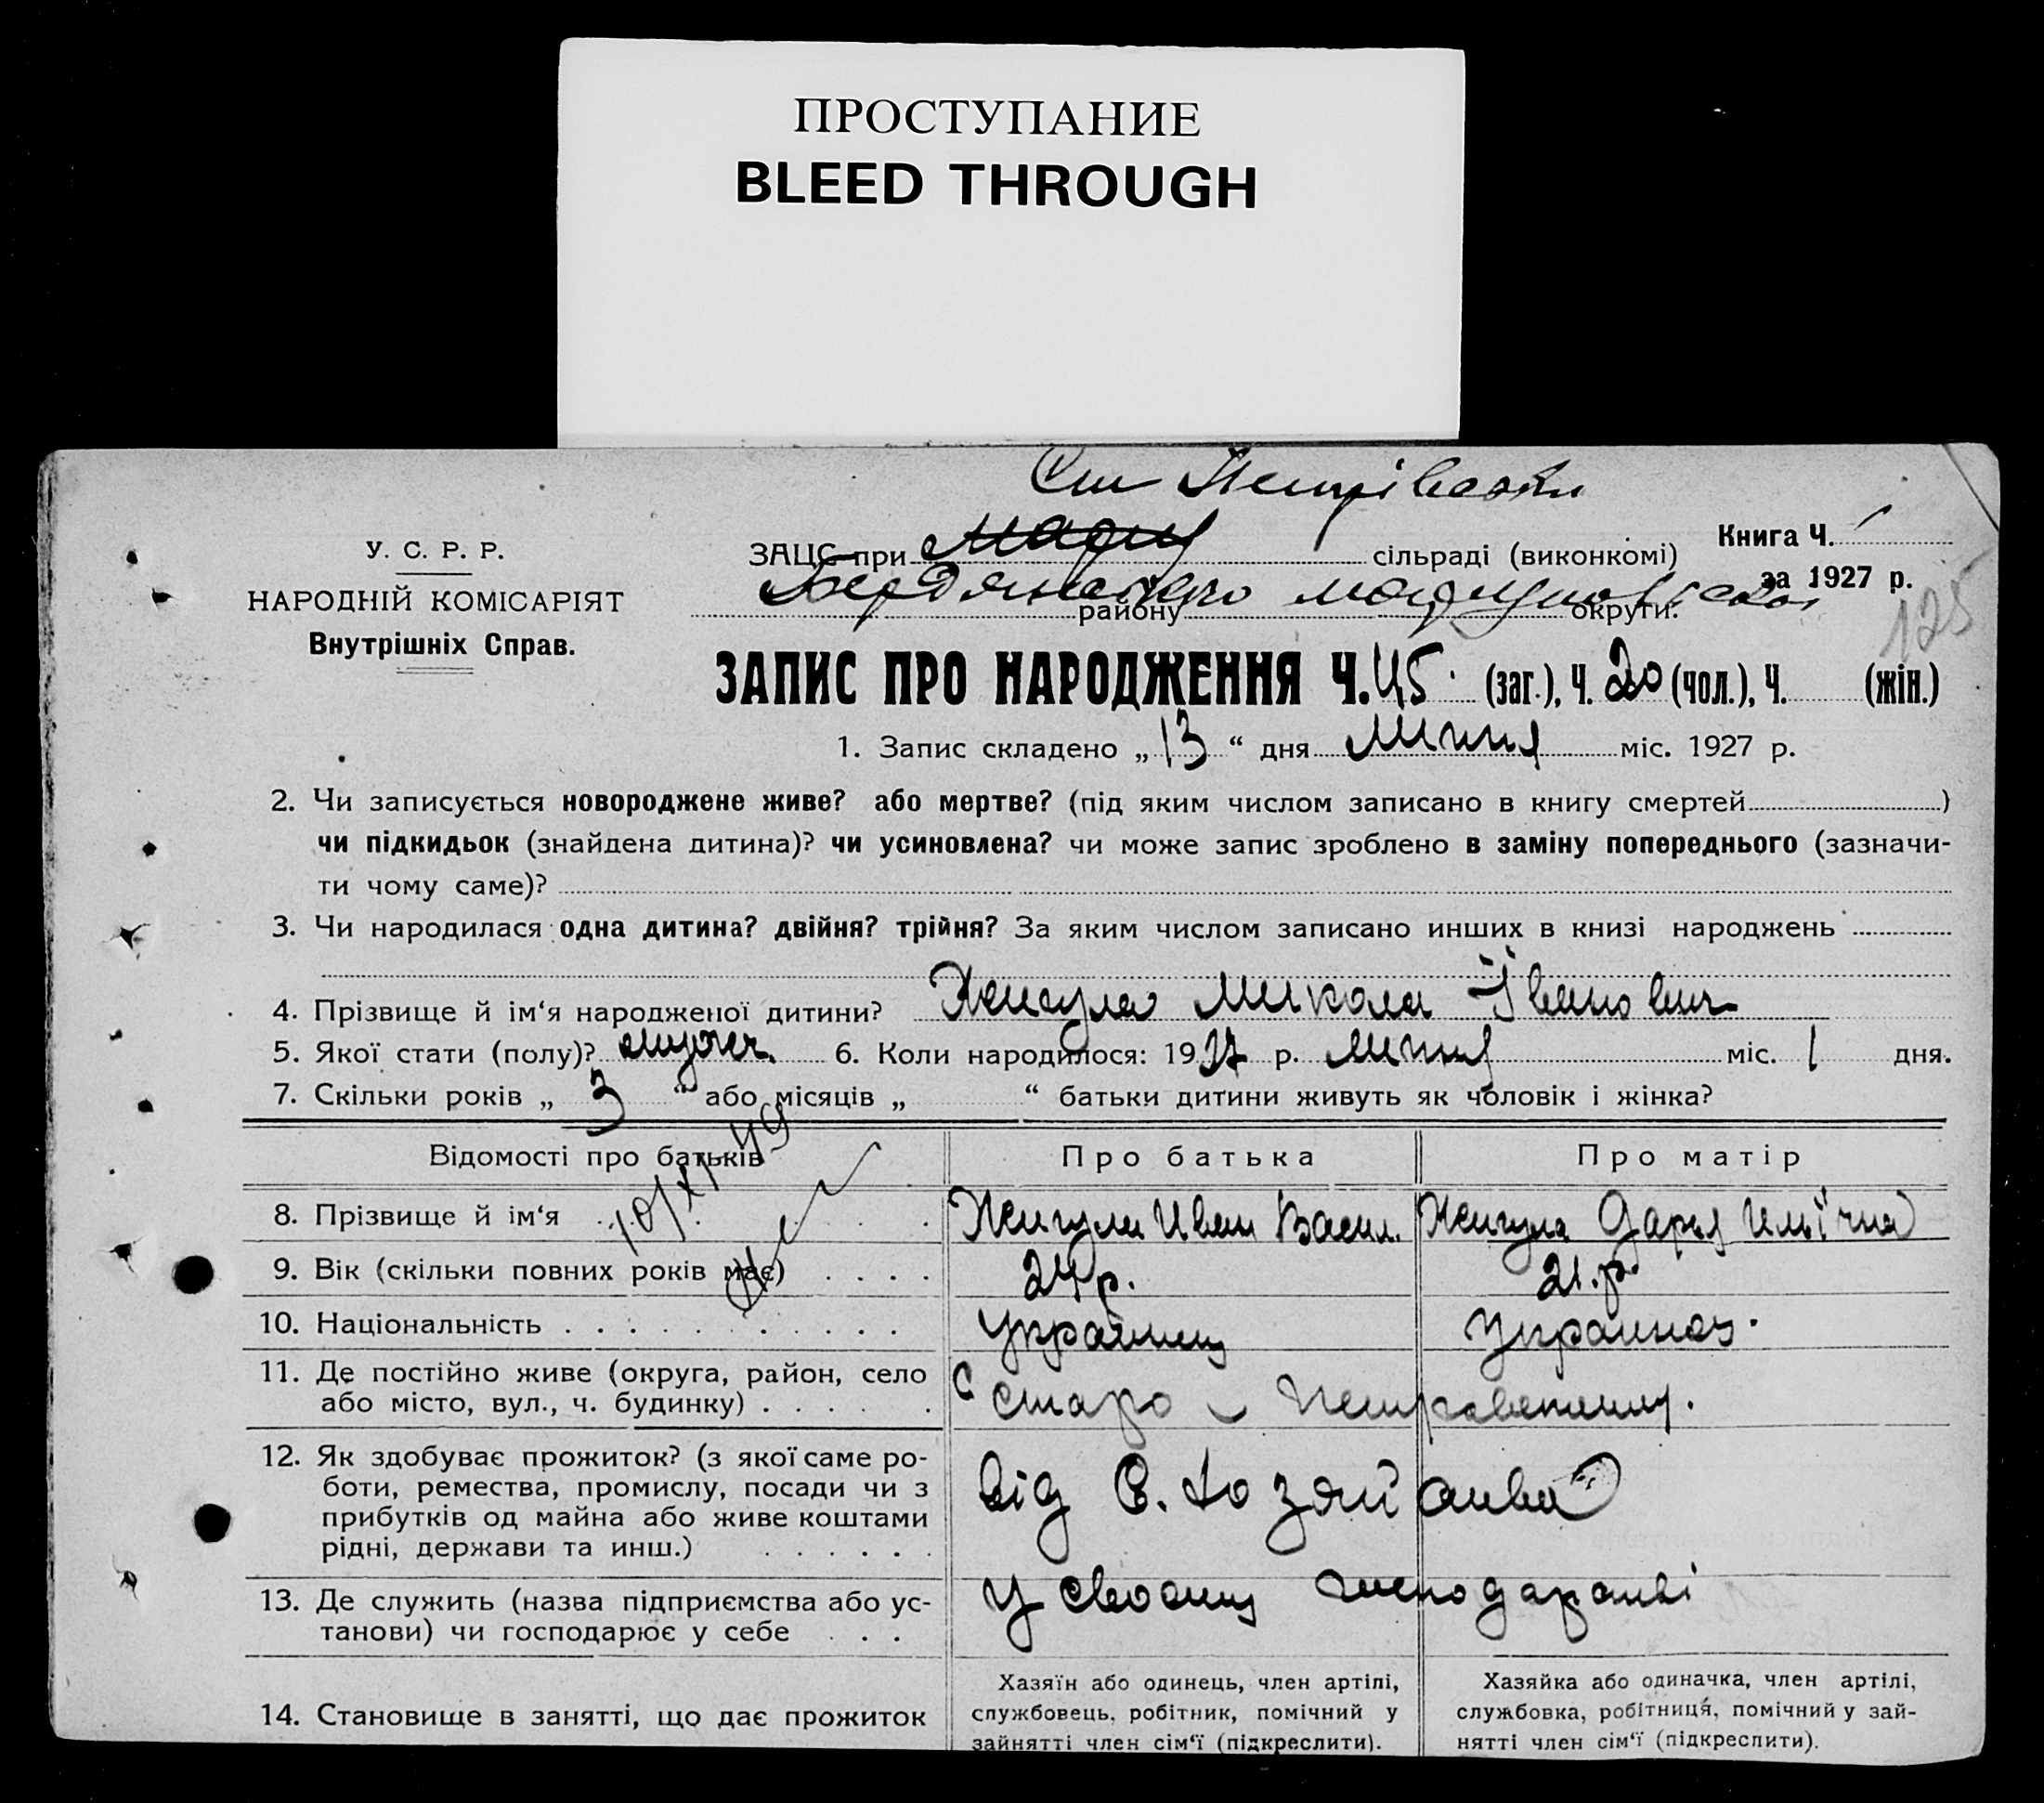 ПРОСТУПАНИЕ
BLEED THROUGH
Ст Петрівській
У. С. Р. Р.
НАРОДНІЙ КОМІСАРІЯТ
Внутрішніх Справ.
ЗАЦС при сільраді (виконкомі)
Книга Ч. 1
за 1927 р.
Бердянського району округи.
125
ЗАПИС ПРО НАРОДЖЕННЯ Ч. 45. (заг.), Ч. 20 (чол.), Ч. (жін.)
1. Запис складено „ 13 “ дня Липня міс. 1927 р.
2. Чи записується новороджене живе? або мертве? (під яким числом записано в книгу смертей )
чи підкидьок (знайдена дитина)? чи усиновлена? чи може запис зроблено в заміну попереднього (зазначи-
ти чому саме)?
3. Чи народилася одна дитина? двійня? трійня? За яким числом записано инших в книзі народжень
4. Прізвище й ім‘я народженої дитини? Микола Іванович
5. Якої стати (полу)? 6. Коли народилося: 1927 р. Липня міс. 1 дня.
7. Скільки років „ 3 “ або місяців „ “ батьки дитини живуть як чоловік і жінка?
Відомості про батьків Про батька Про матір
8. Прізвище й ім‘я Иван Васил. Дарья Ильїчна
9. Вік (скільки повних років має) 24 р. 21. р.
10. Національність Украінец Украинка.
11. Де постійно живе (округа, район, село
або місто, вул., ч. будинку) С Старо-
12. Як здобуває прожиток? (з якої саме ро-
боти, ремества, промислу, посади чи з
прибутків од майна або живе коштами
рідні, держави та инш.)
від С. хозяйства
13. Де служить (назва підприємства або ус-
танови) чи господарює у себе
у своєму господарстві
14. Становище в занятті, що дає прожиток
Хазяїн або одинець, член артілі,
службовець, робітник, помічний у
зайнятті член сім‘ї (підкреслити).
Хазяйка або одиначка, член артілі,
службовка, робітниця, помічний у зай-
нятті член сім‘ї (підкреслити).